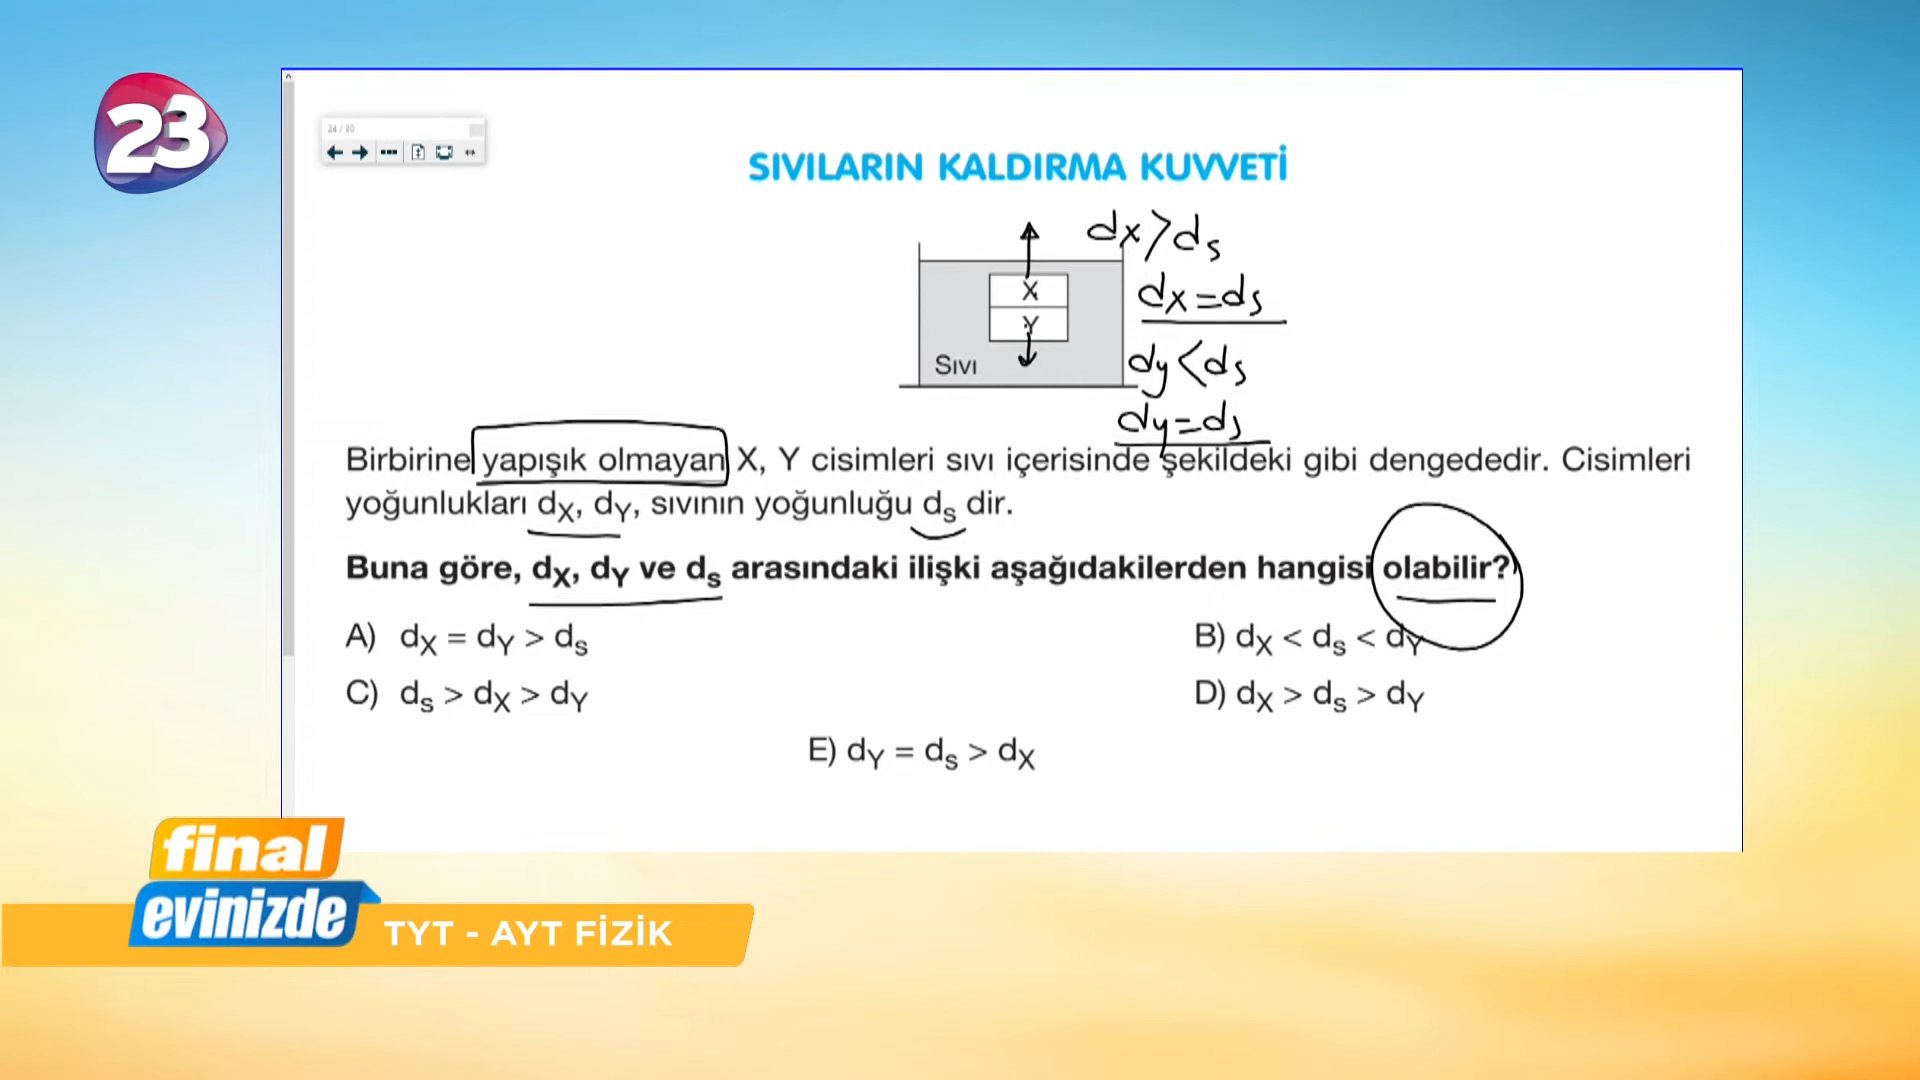 23
24 / 80
SIVILARIN KALDIRMA KUVVETİ
dx>ds
dx=ds
X
Y
Sıvı
dy<ds
dy=ds
Birbirine yapışık olmayan X, Y cisimleri sıvı içerisinde şekildeki gibi dengededir. Cisimleri
yoğunlukları dX, dY, sıvının yoğunluğu ds dir.
Buna göre, dX, dY ve ds arasındaki ilişki aşağıdakilerden hangisi olabilir?
A) dX = dY > ds
B) dX < ds < dY
C) ds > dX > dY
D) dX > ds > dY
E) dY = ds > dX
final
evinizde
TYT - AYT FİZİK